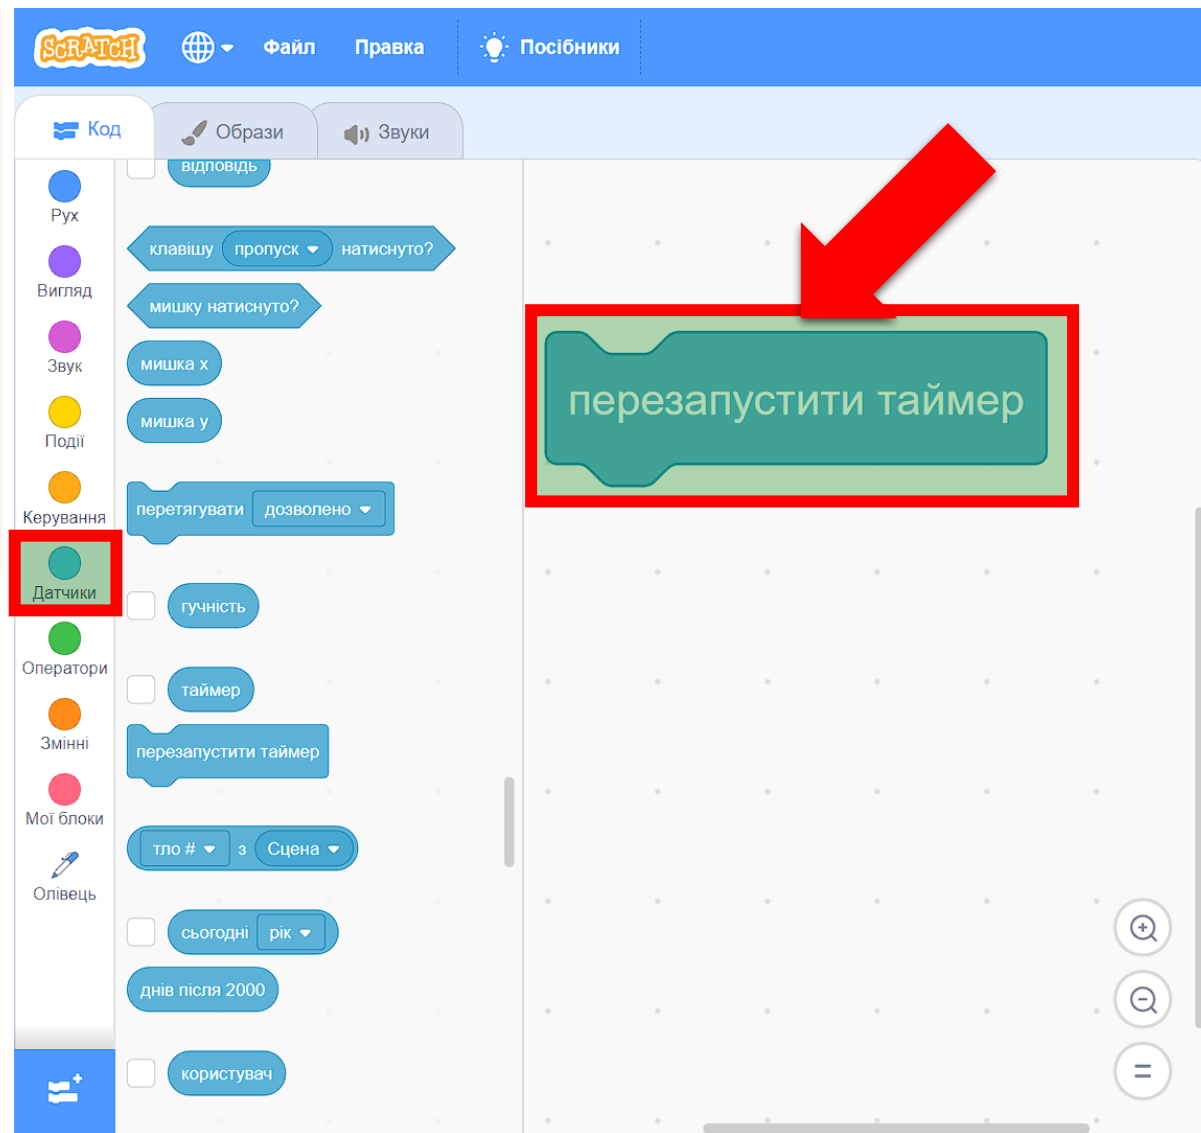 SCRATCH
Файл
Правка
Посібники
Код
Образи
Звуки
Рух
Вигляд
Звук
Події
Керування
Датчики
Оператори
Змінні
Мої блоки
Олівець
відповідь
клавішу пропуск натиснуто?
мишку натиснуто?
мишка x
мишка y
перетягувати дозволено
гучність
таймер
перезапустити таймер
тло # з Сцена
сьогодні рік
днів після 2000
користувач
перезапустити таймер